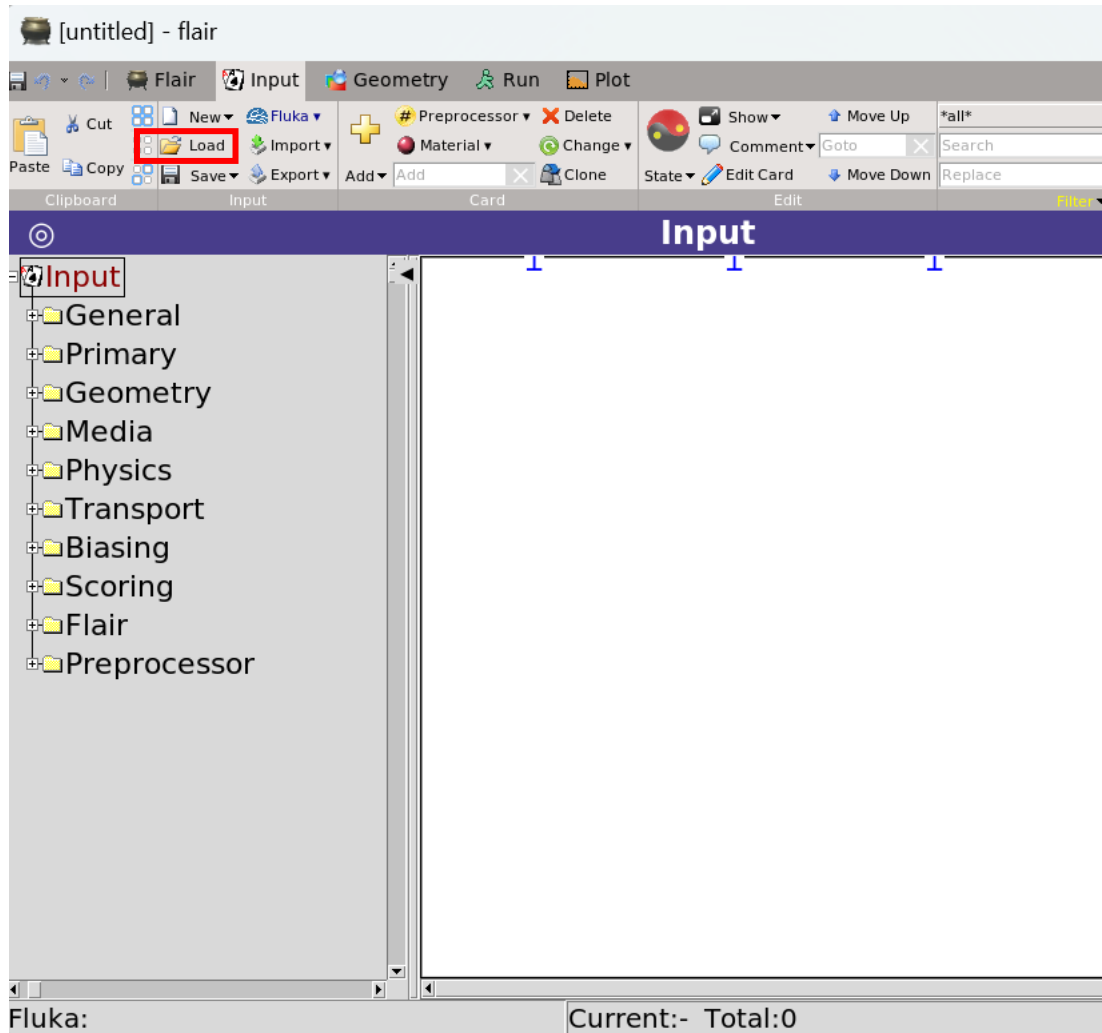 [untitled] - flair
Flair Input Geometry Run Plot
Cut New Fluka # Preprocessor Delete Show Move Up *all*
Load Import Material Change Comment Goto Search
Paste Copy Save Export Add Add Clone State Edit Card Move Down Replace
Clipboard Input Card Edit Filter
Input
Input
General
Primary
Geometry
Media
Physics
Transport
Biasing
Scoring
Flair
Preprocessor
Fluka: Current:- Total:0